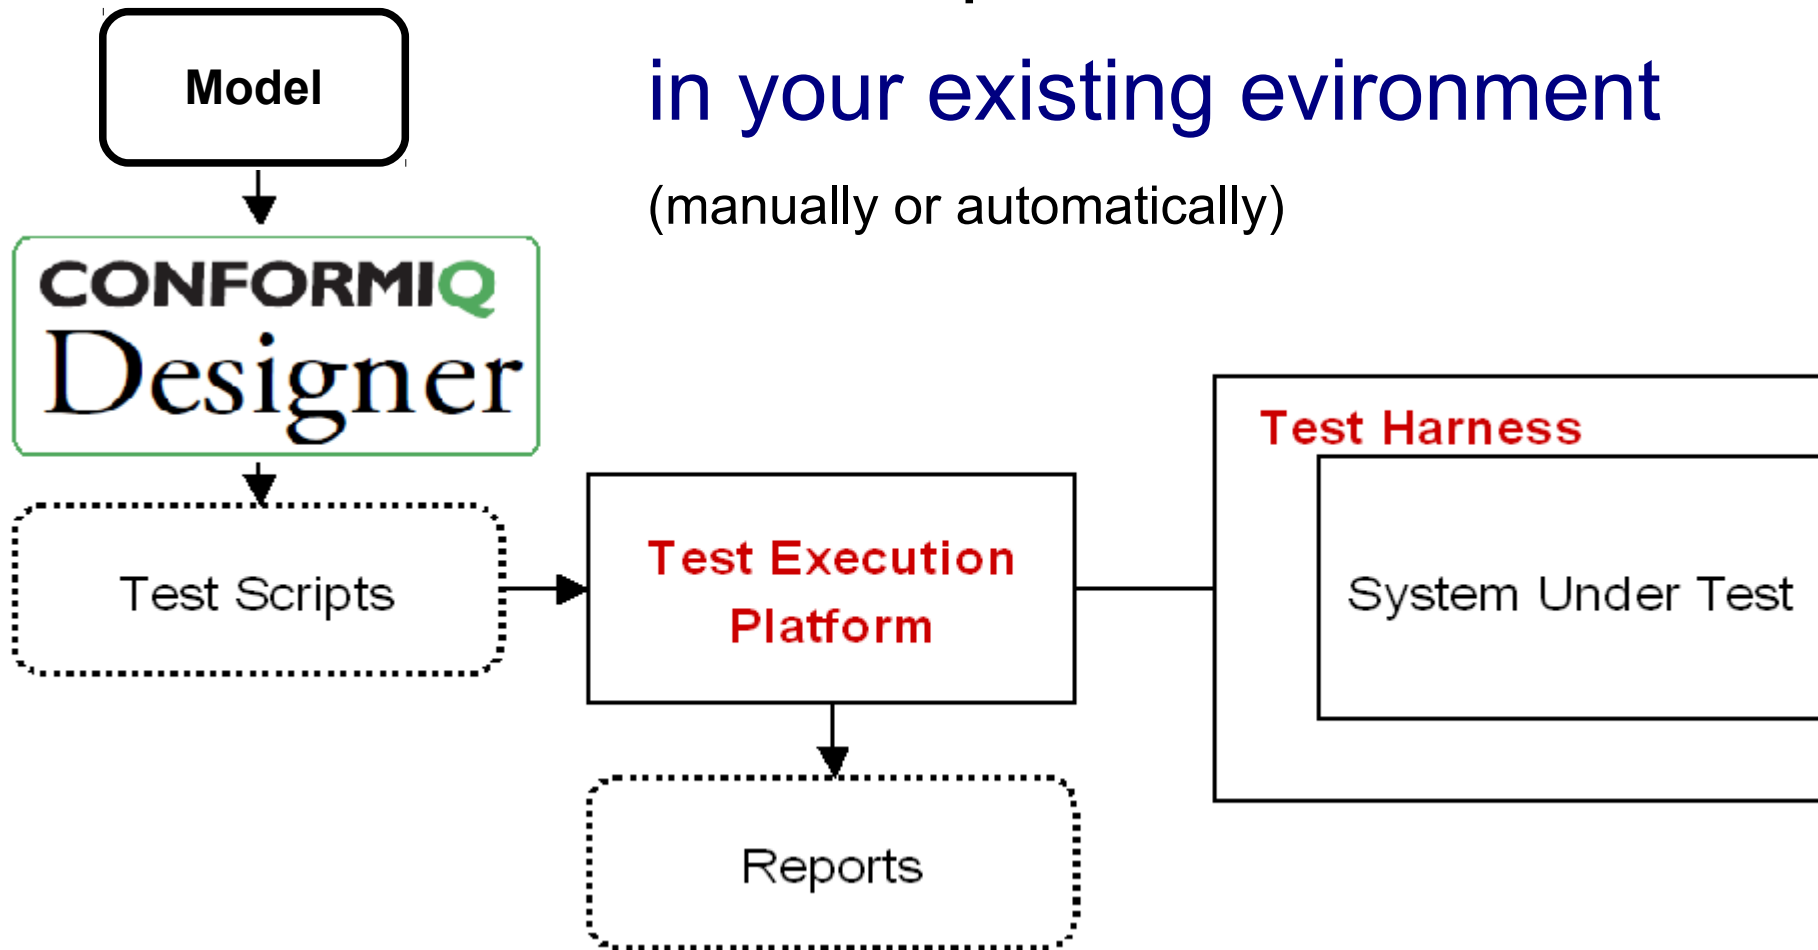 Model
in your existing evironment
(manually or automatically)
CONFORMIQ
Designer
Test Harness
Test Execution
Platform
Test Scripts
System Under Test
Reports